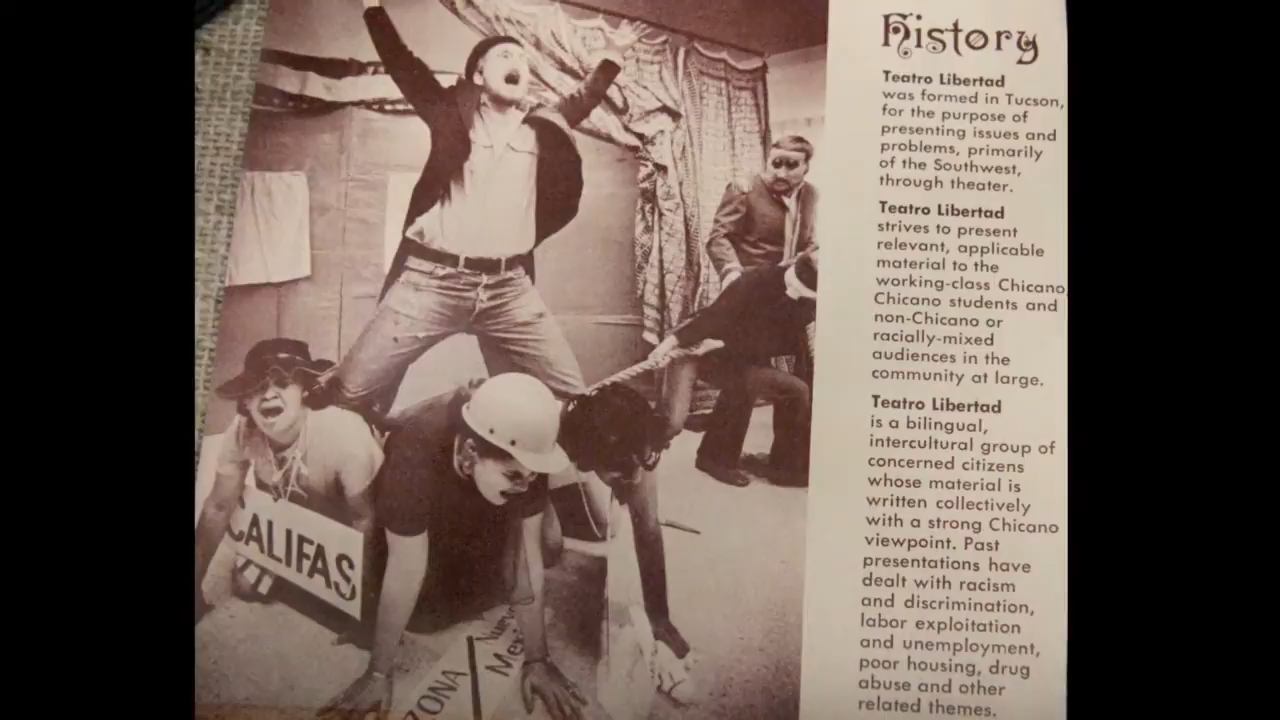 History
Teatro Libertad
was formed in Tucson,
for the purpose of
presenting issues and
problems, primarily
of the Southwest,
through theater.
Teatro Libertad
strives to present
relevant, applicable
material to the
working-class Chicano,
Chicano students and
non-Chicano or
racially-mixed
audiences in the
community at large.
Teatro Libertad
is a bilingual,
intercultural group of
concerned citizens
whose material is
written collectively
with a strong Chicano
viewpoint. Past
presentations have
dealt with racism
and discrimination,
labor exploitation
and unemployment,
poor housing, drug
abuse and other
related themes.
CALIFAS
ZONA